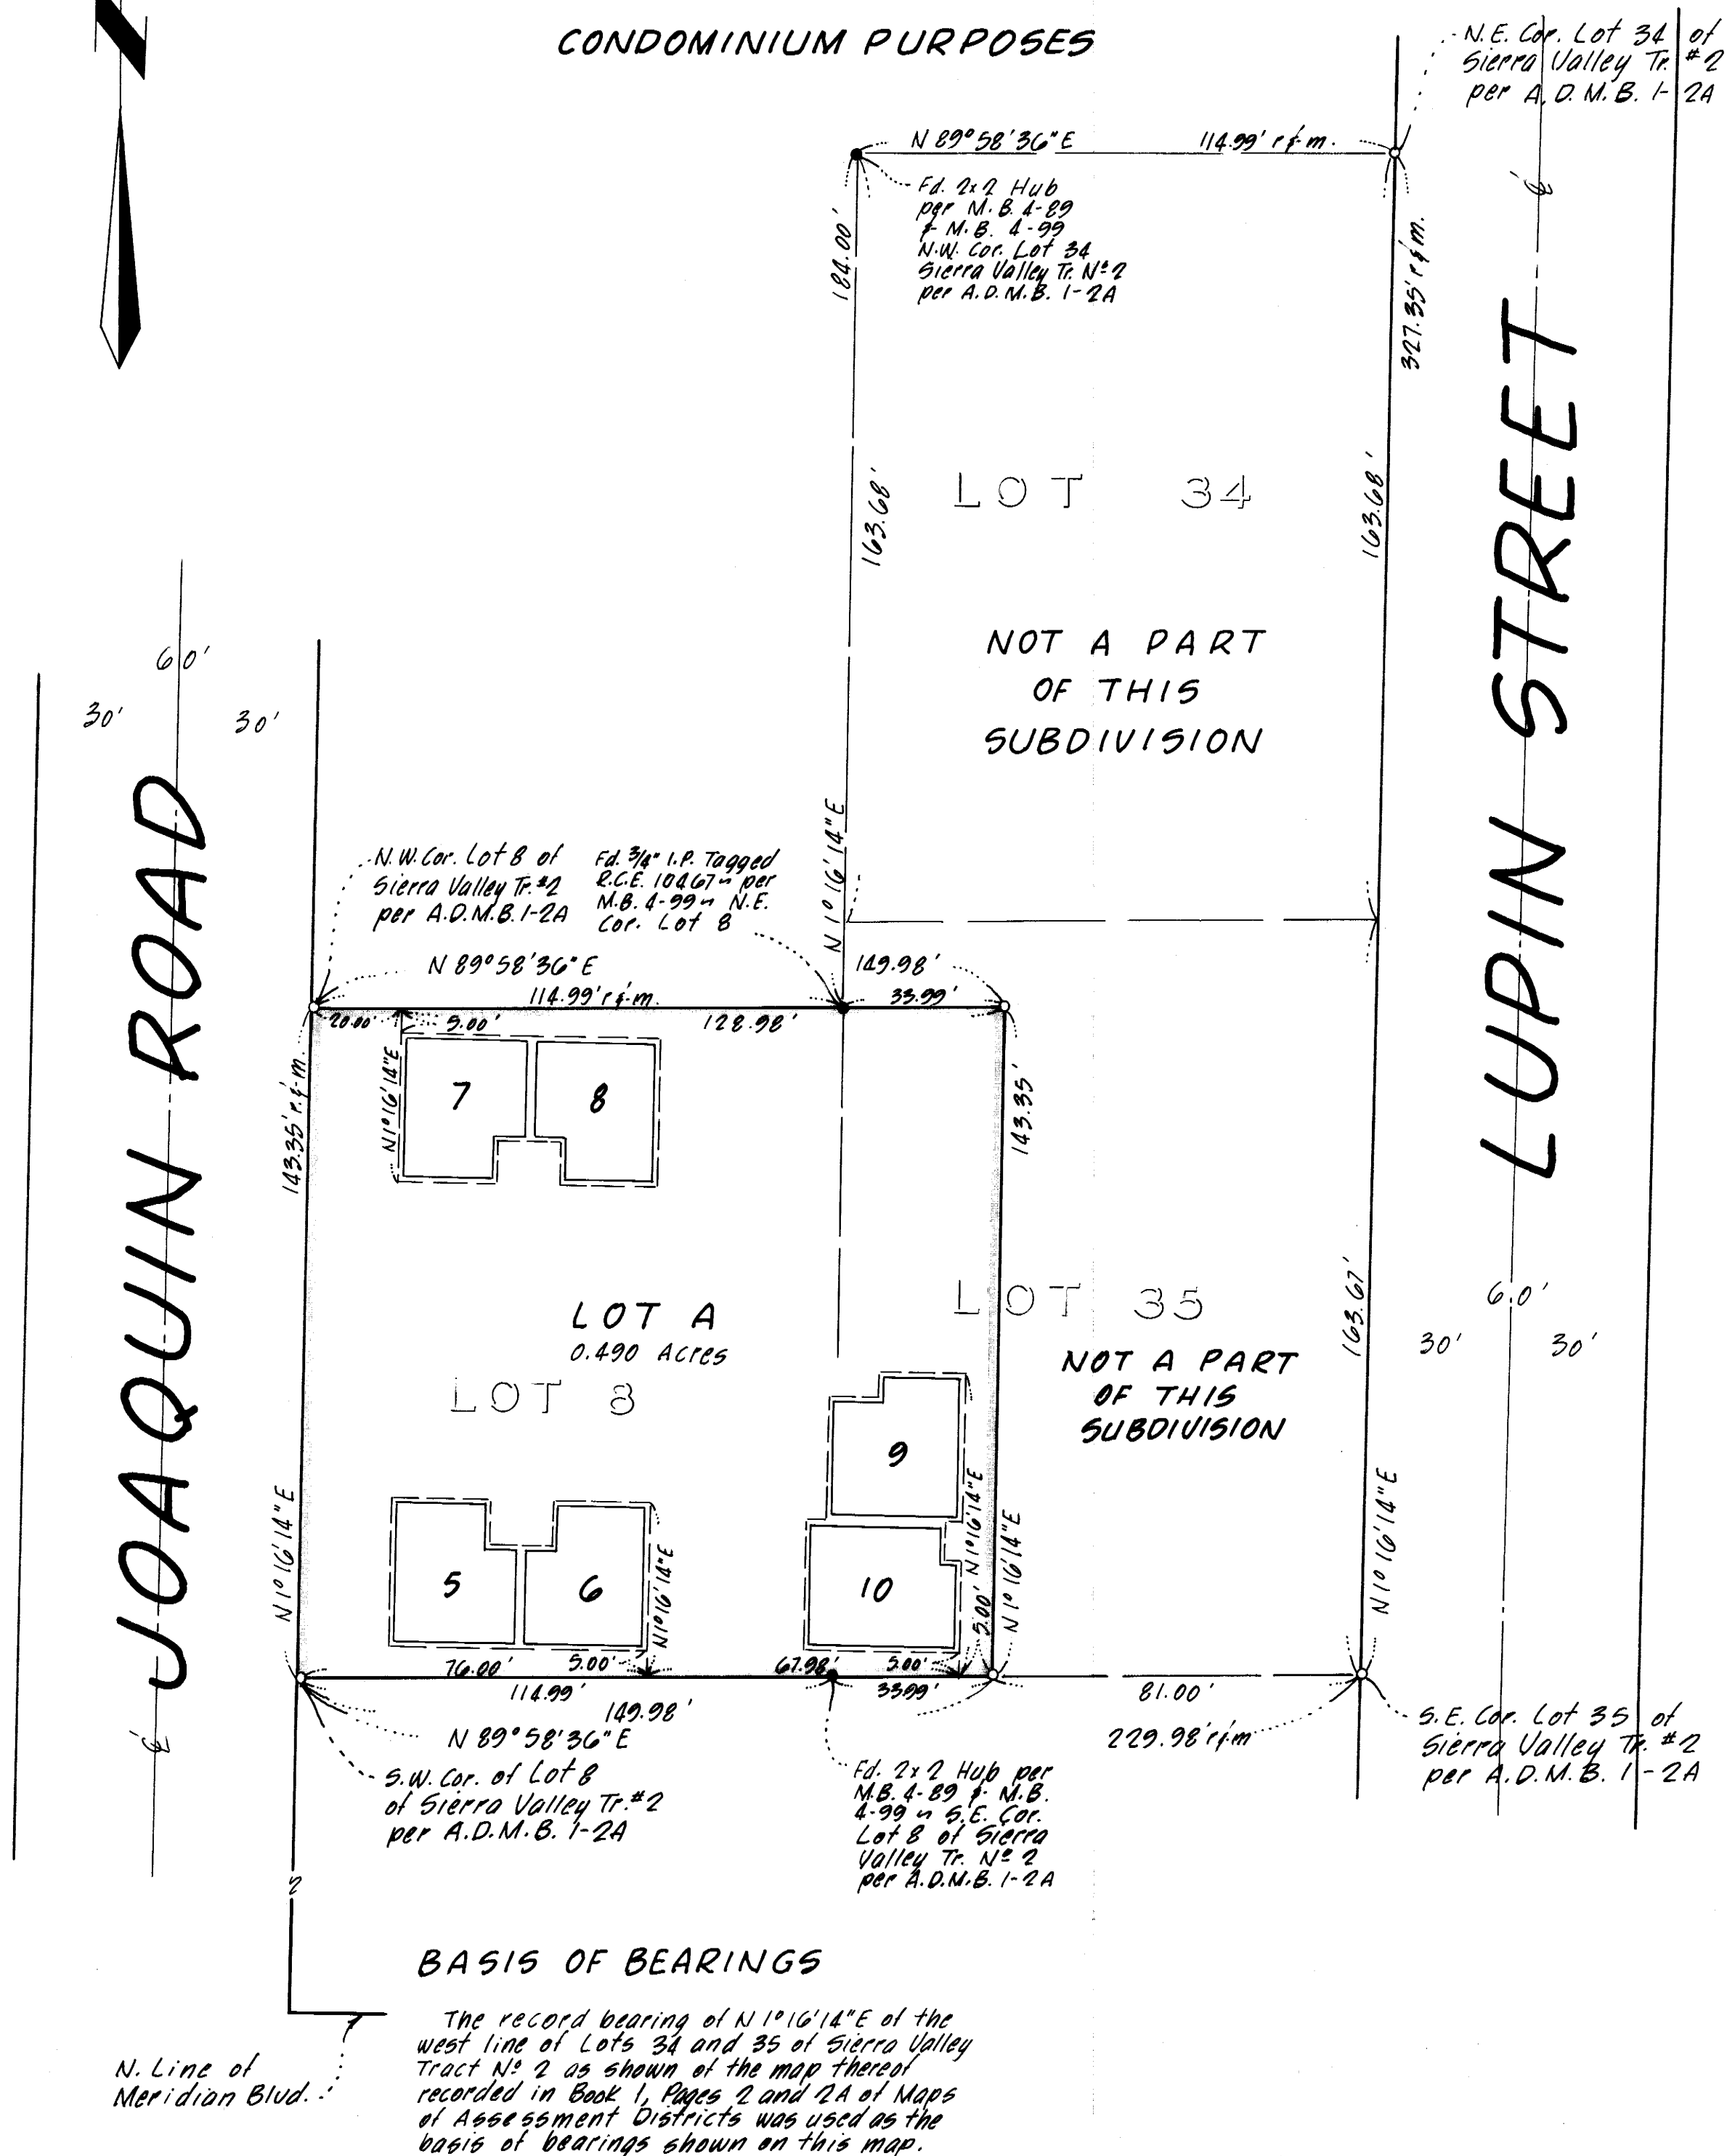 CONDOMINIUM PURPOSES
N.E. Cor. Lot 34 of
Sierra Valley Tr. #2
per A.D.M.B. 1-2A
N 89°58'36"E
114.99' r & m.
Fd. 2x2 Hub
per M.B. 4-89
& M.B. 4-99
N.W. Cor. Lot 34
Sierra Valley Tr. Nº 2
per A.D.M.B. 1-2A
184.00'
327.35' r & m.
163.68'
LOT 34
163.68'
NOT A PART
OF THIS
SUBDIVISION
LUPIN STREET
60'
30'
30'
JOAQUIN ROAD
N.W. Cor. Lot 8 of
Sierra Valley Tr. #2
per A.D.M.B. 1-2A
Fd. 3/4" I.P. Tagged
R.C.E. 10467 ~ per
M.B. 4-99 ~ N.E.
Cor. Lot 8
N 1°16'14"E
N 89°58'36"E
149.98'
114.99' r & m.
33.99'
20.00'
5.00'
128.98'
143.35' r & m.
N 1°16'14"E
7
8
143.35'
LOT A
0.490 Acres
LOT 8
LOT 35
NOT A PART
OF THIS
SUBDIVISION
163.67'
60'
30'
30'
9
10
5
6
N 1°16'14"E
N 1°16'14"E
N 1°16'14"E
5.00'
N 1°16'14"E
N 1°16'14"E
76.00'
5.00'
67.98'
5.00'
114.99'
33.99'
81.00'
149.98'
N 89°58'36"E
229.98' r & m
S.W. Cor. of Lot 8
of Sierra Valley Tr. #2
per A.D.M.B. 1-2A
Fd. 2x2 Hub per
M.B. 4-89 & M.B.
4-99 ~ S.E. Cor.
Lot 8 of Sierra
Valley Tr. Nº 2
per A.D.M.B. 1-2A
S.E. Cor. Lot 35 of
Sierra Valley Tr. #2
per A.D.M.B. 1-2A
BASIS OF BEARINGS
The record bearing of N 1°16'14"E of the
west line of Lots 34 and 35 of Sierra Valley
Tract Nº 2 as shown of the map thereof
recorded in Book 1, Pages 2 and 2A of Maps
of Assessment Districts was used as the
basis of bearings shown on this map.
N. Line of
Meridian Blvd.